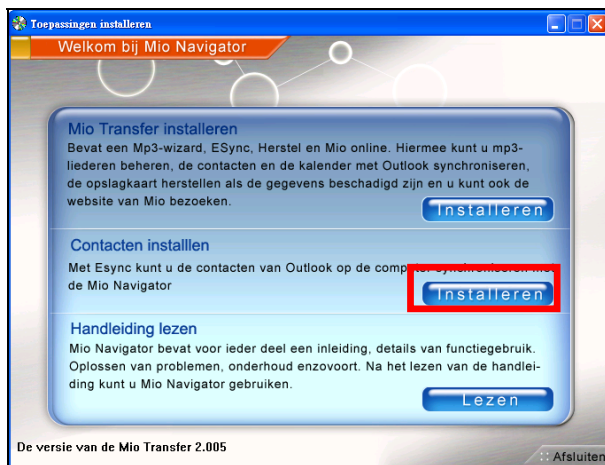 Toepassingen installeren
Welkom bij Mio Navigator
Mio Transfer installeren
Bevat een Mp3-wizard, ESync, Herstel en Mio online. Hiermee kunt u mp3-
liederen beheren, de contacten en de kalender met Outlook synchroniseren,
de opslagkaart herstellen als de gegevens beschadigd zijn en u kunt ook de
website van Mio bezoeken.
Installeren
Contacten installlen
Met Esync kunt u de contacten van Outlook op de computer synchroniseren met
de Mio Navigator
Installeren
Handleiding lezen
Mio Navigator bevat voor ieder deel een inleiding, details van functiegebruik.
Oplossen van problemen, onderhoud enzovoort. Na het lezen van de handlei-
ding kunt u Mio Navigator gebruiken.
Lezen
De versie van de Mio Transfer 2.005
:: Afsluiten